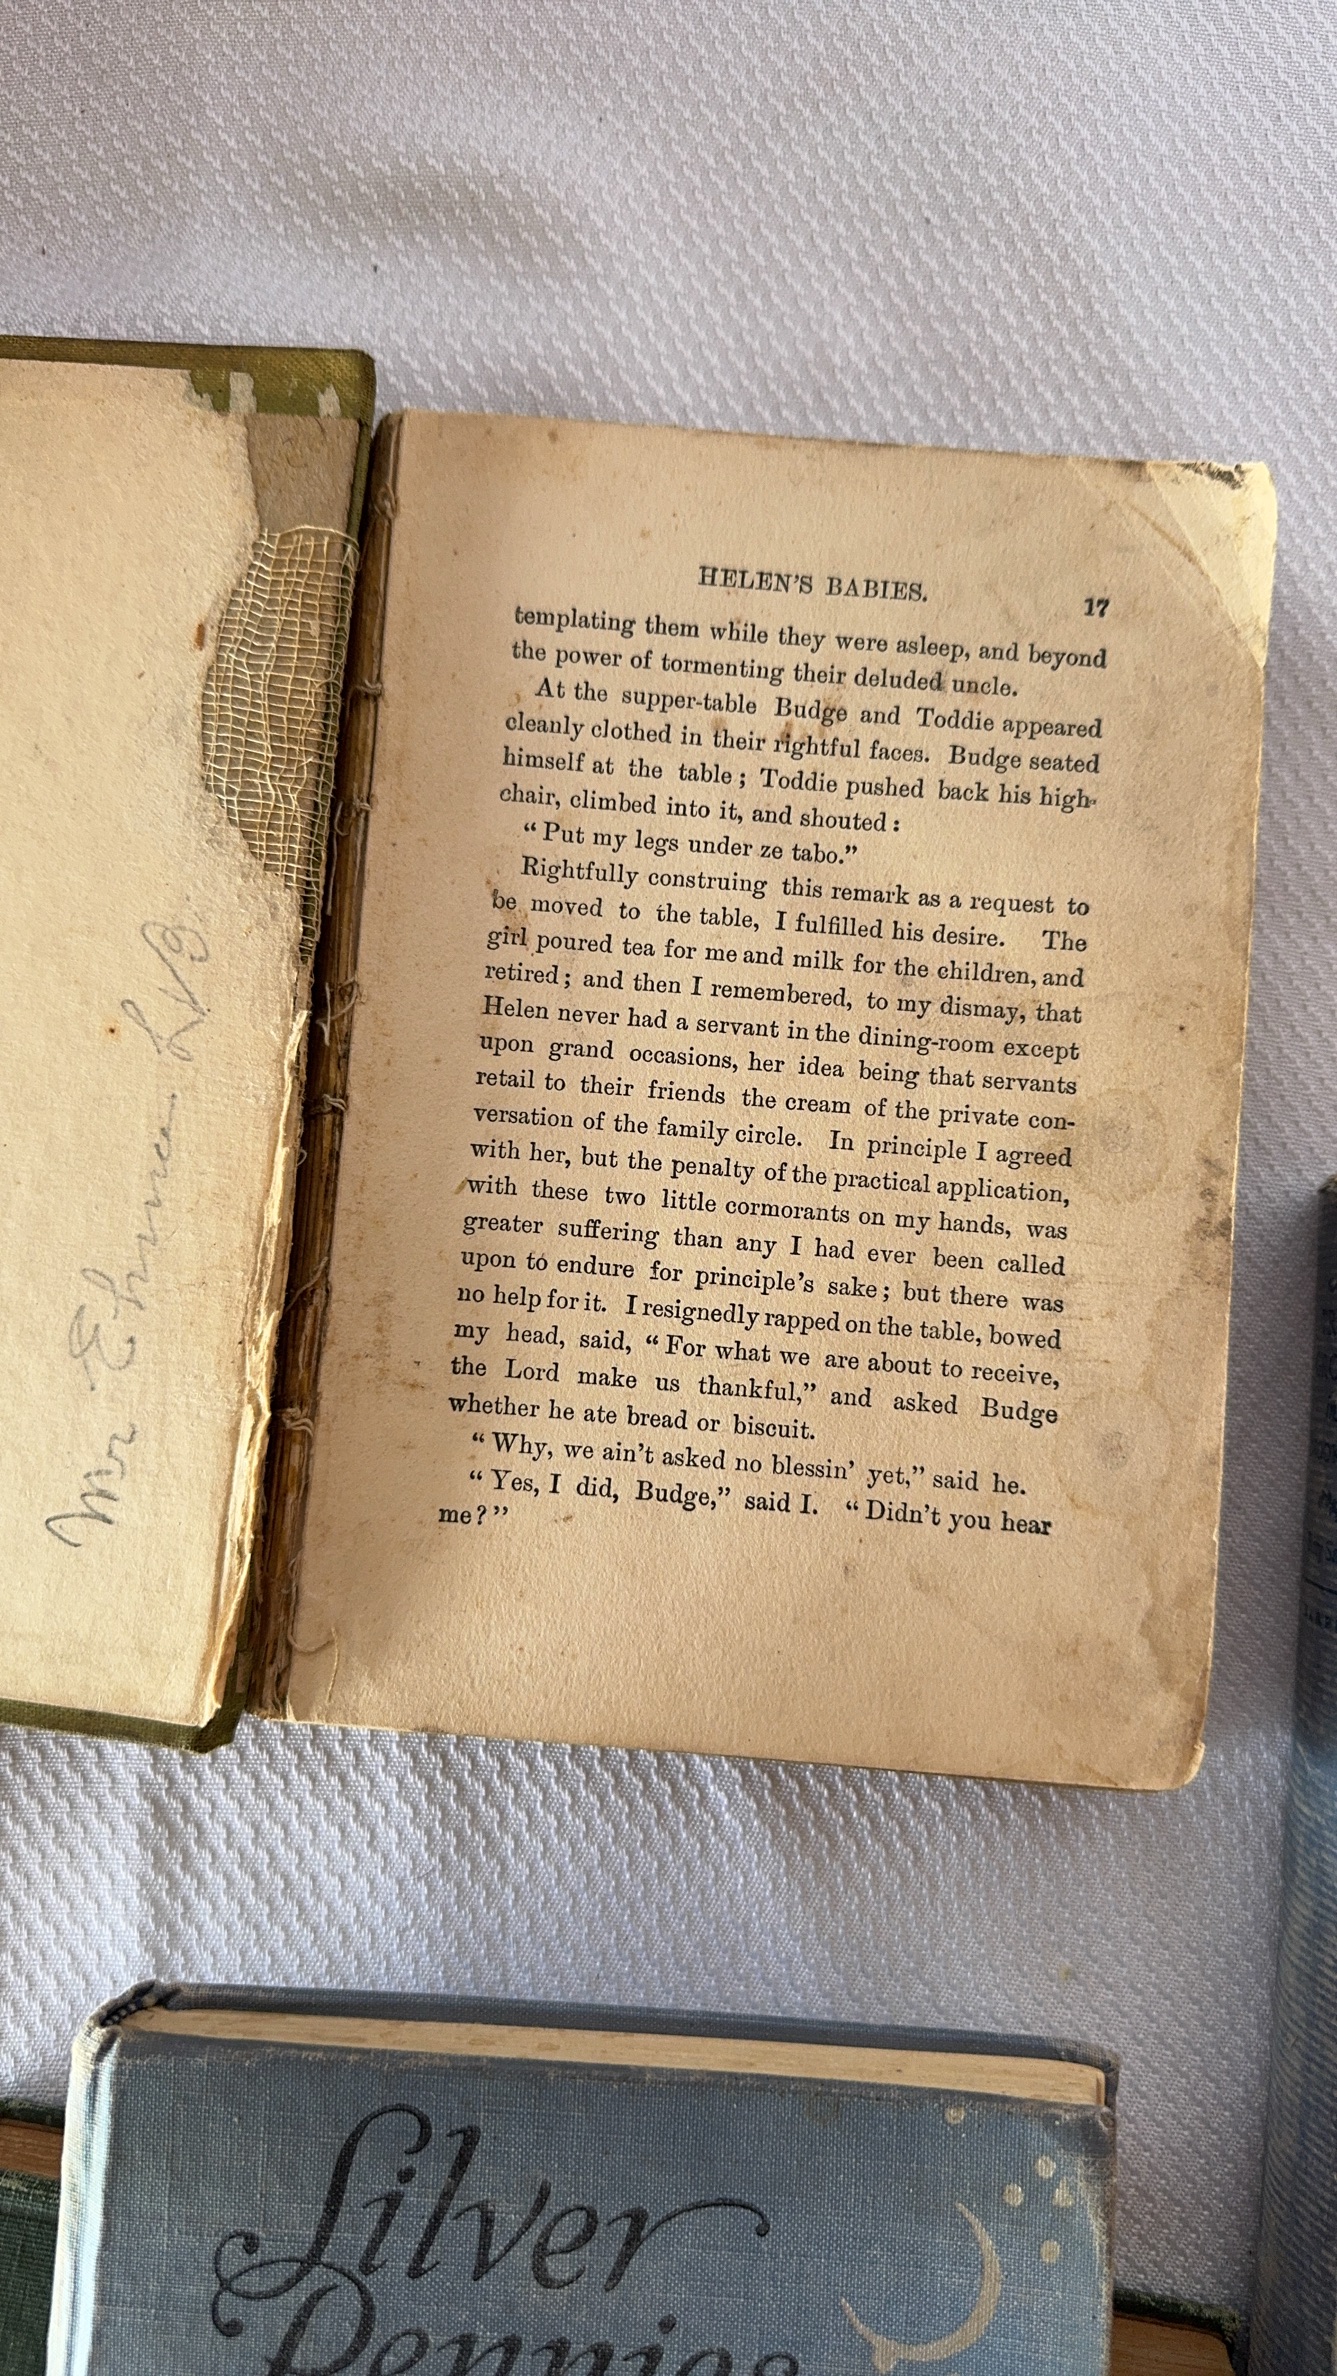 HELEN'S BABIES. 17
templating them while they were asleep, and beyond
the power of tormenting their deluded uncle.
At the supper-table Budge and Toddie appeared
cleanly clothed in their rightful faces. Budge seated
himself at the table; Toddie pushed back his high-
chair, climbed into it, and shouted:
“Put my legs under ze tabo.”
Rightfully construing this remark as a request to
be moved to the table, I fulfilled his desire. The
girl poured tea for me and milk for the children, and
retired; and then I remembered, to my dismay, that
Helen never had a servant in the dining-room except
upon grand occasions, her idea being that servants
retail to their friends the cream of the private con-
versation of the family circle. In principle I agreed
with her, but the penalty of the practical application,
with these two little cormorants on my hands, was
greater suffering than any I had ever been called
upon to endure for principle's sake; but there was
no help for it. I resignedly rapped on the table, bowed
my head, said, “For what we are about to receive,
the Lord make us thankful,” and asked Budge
whether he ate bread or biscuit.
“Why, we ain't asked no blessin' yet,” said he.
“Yes, I did, Budge,” said I. “Didn't you hear
me?”
Silver
Pennies